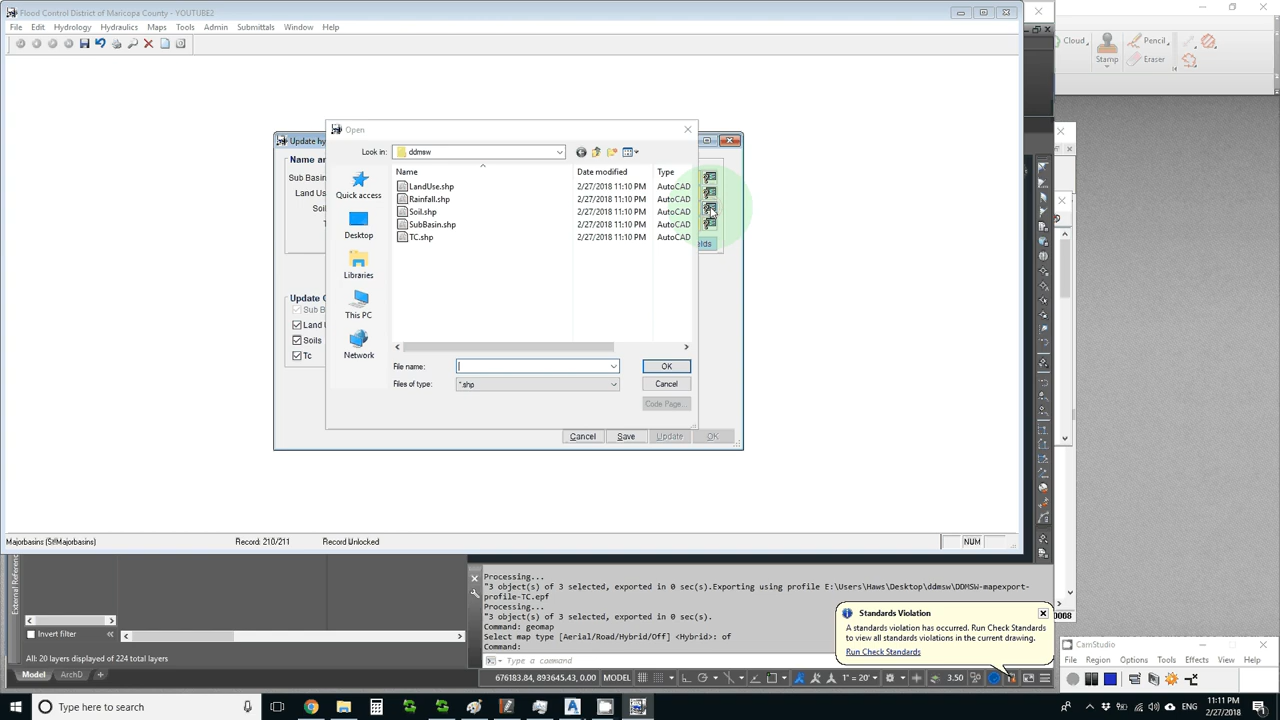 Flood Control District of Maricopa County - YOUTUBE2
File Edit Hydrology Hydraulics Maps Tools Admin Submittals Window Help
Cloud
Stamp
Pencil
Eraser
Update hy
Open
Look in: ddmsw
Name Date modified Type
LandUse.shp 2/27/2018 11:10 PM AutoCAD
Rainfall.shp 2/27/2018 11:10 PM AutoCAD
Soil.shp 2/27/2018 11:10 PM AutoCAD
SubBasin.shp 2/27/2018 11:10 PM AutoCAD
TC.shp 2/27/2018 11:10 PM AutoCAD
Quick access
Desktop
Libraries
This PC
Network
File name: OK
Files of type: *.shp Cancel
Code Page...
Name an
Sub Basin
Land Us
Soil
T
elds
Update O
Sub B
Land U
Soils
Tc
Cancel Save Update OK
Majorbasins (St!Majorbasins) Record: 210/211 Record Unlocked NUM
External Referenc
Invert filter
All: 20 layers displayed of 224 total layers
Processing...
"3 object(s) of 3 selected, exported in 0 sec(s).Exporting using profile E:\Users\Haws\Desktop\ddmsw\DDMSW-mapexport-
profile-TC.epf
Processing...
"3 object(s) of 3 selected, exported in 0 sec(s).
Command: geomap
Select map type [Aerial/Road/Hybrid/Off] <Hybrid>: of
Command:
Type a command
Standards Violation
A standards violation has occurred. Run Check Standards
to view all standards violations in the current drawing.
Run Check Standards
0008
CamStudio
File Region Options Tools Effects View Help
Model ArchD +
676183.84, 893645.43, 0.00 MODEL 1" = 20' 3.50
Type here to search
11:11 PM
2/27/2018